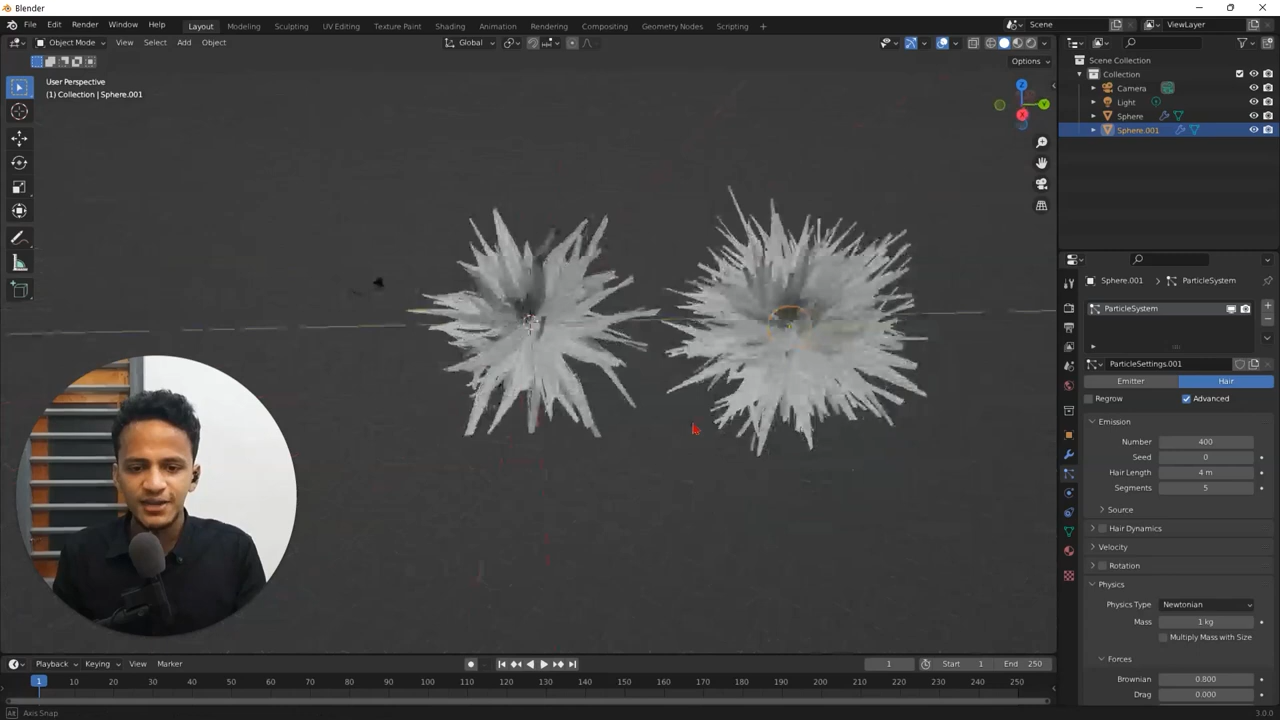 Blender
File Edit Render Window Help
Layout Modeling Sculpting UV Editing Texture Paint Shading Animation Rendering Compositing Geometry Nodes Scripting +
Scene
ViewLayer
Object Mode View Select Add Object
Global
Options
User Perspective
(1) Collection | Sphere.001
Z
Y
X
Scene Collection
Collection
Camera
Light
Sphere
Sphere.001
Sphere.001 > ParticleSystem
ParticleSystem
ParticleSettings.001
Emitter Hair
Regrow Advanced
Emission
Number 400
Seed 0
Hair Length 4 m
Segments 5
Source
Hair Dynamics
Velocity
Rotation
Physics
Physics Type Newtonian
Mass 1 kg
Multiply Mass with Size
Forces
Brownian 0.800
Drag 0.000
Playback Keying View Marker
1 Start 1 End 250
1 10 20 30 40 50 60 70 80 90 100 110 120 130 140 150 160 170 180 190 200 210 220 230 240 250
Alt Axis Snap
3.0.0